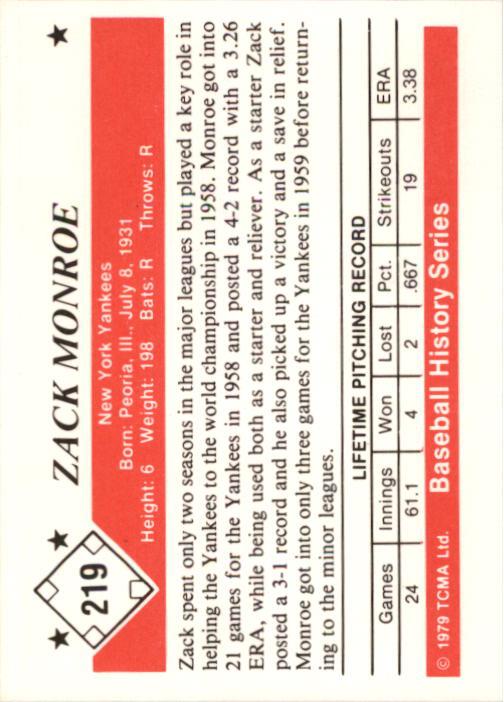 219
ZACK MONROE
New York Yankees
Born: Peoria, Ill., July 8, 1931
Height: 6 Weight: 198 Bats: R Throws: R
Zack spent only two seasons in the major leagues but played a key role in
helping the Yankees to the world championship in 1958. Monroe got into
21 games for the Yankees in 1958 and posted a 4-2 record with a 3.26
ERA, while being used both as a starter and reliever. As a starter Zack
posted a 3-1 record and he also picked up a victory and a save in relief.
Monroe got into only three games for the Yankees in 1959 before return-
ing to the minor leagues.
LIFETIME PITCHING RECORD
Games Innings Won Lost Pct. Strikeouts ERA
24 61.1 4 2 .667 19 3.38
© 1979 TCMA Ltd. Baseball History Series